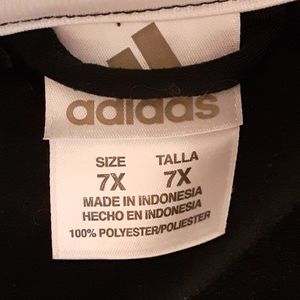 adidas
SIZE TALLA
7X 7X
MADE IN INDONESIA
HECHO EN INDONESIA
100% POLYESTER/POLIESTER